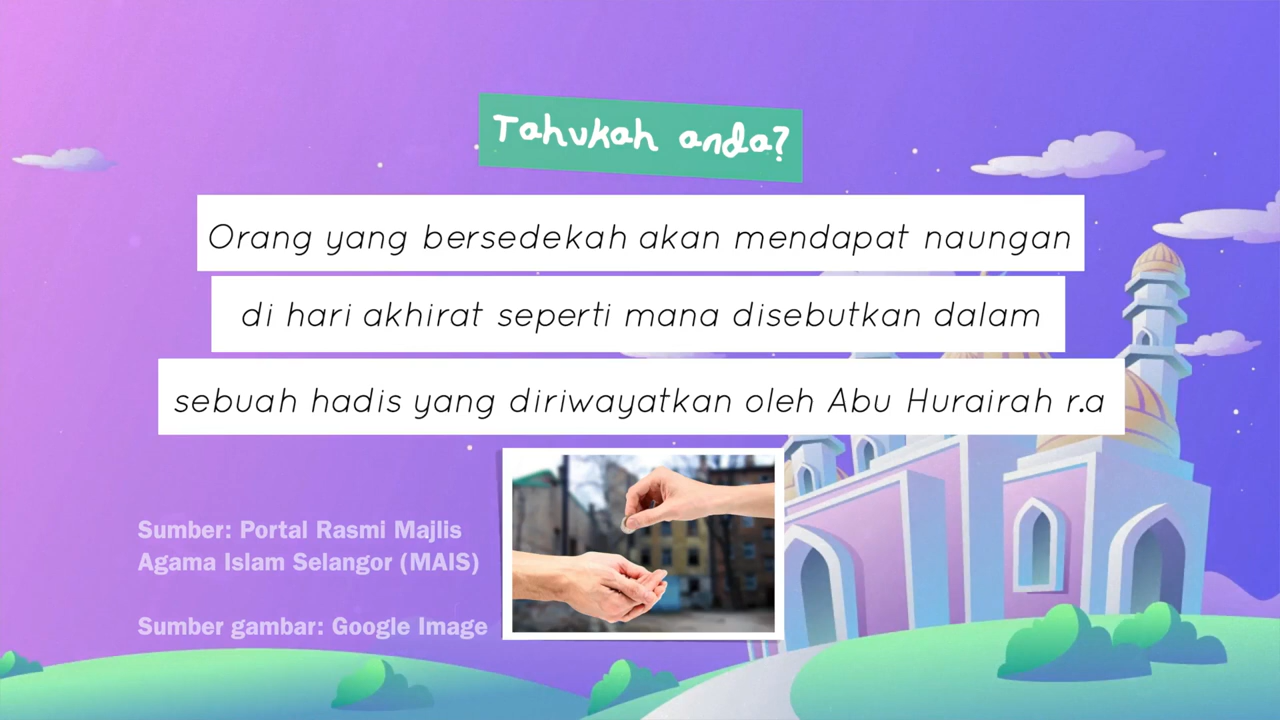 Tahukah anda?
Orang yang bersedekah akan mendapat naungan
di hari akhirat seperti mana disebutkan dalam
sebuah hadis yang diriwayatkan oleh Abu Hurairah r.a
Sumber: Portal Rasmi Majlis
Agama Islam Selangor (MAIS)
Sumber gambar: Google Image